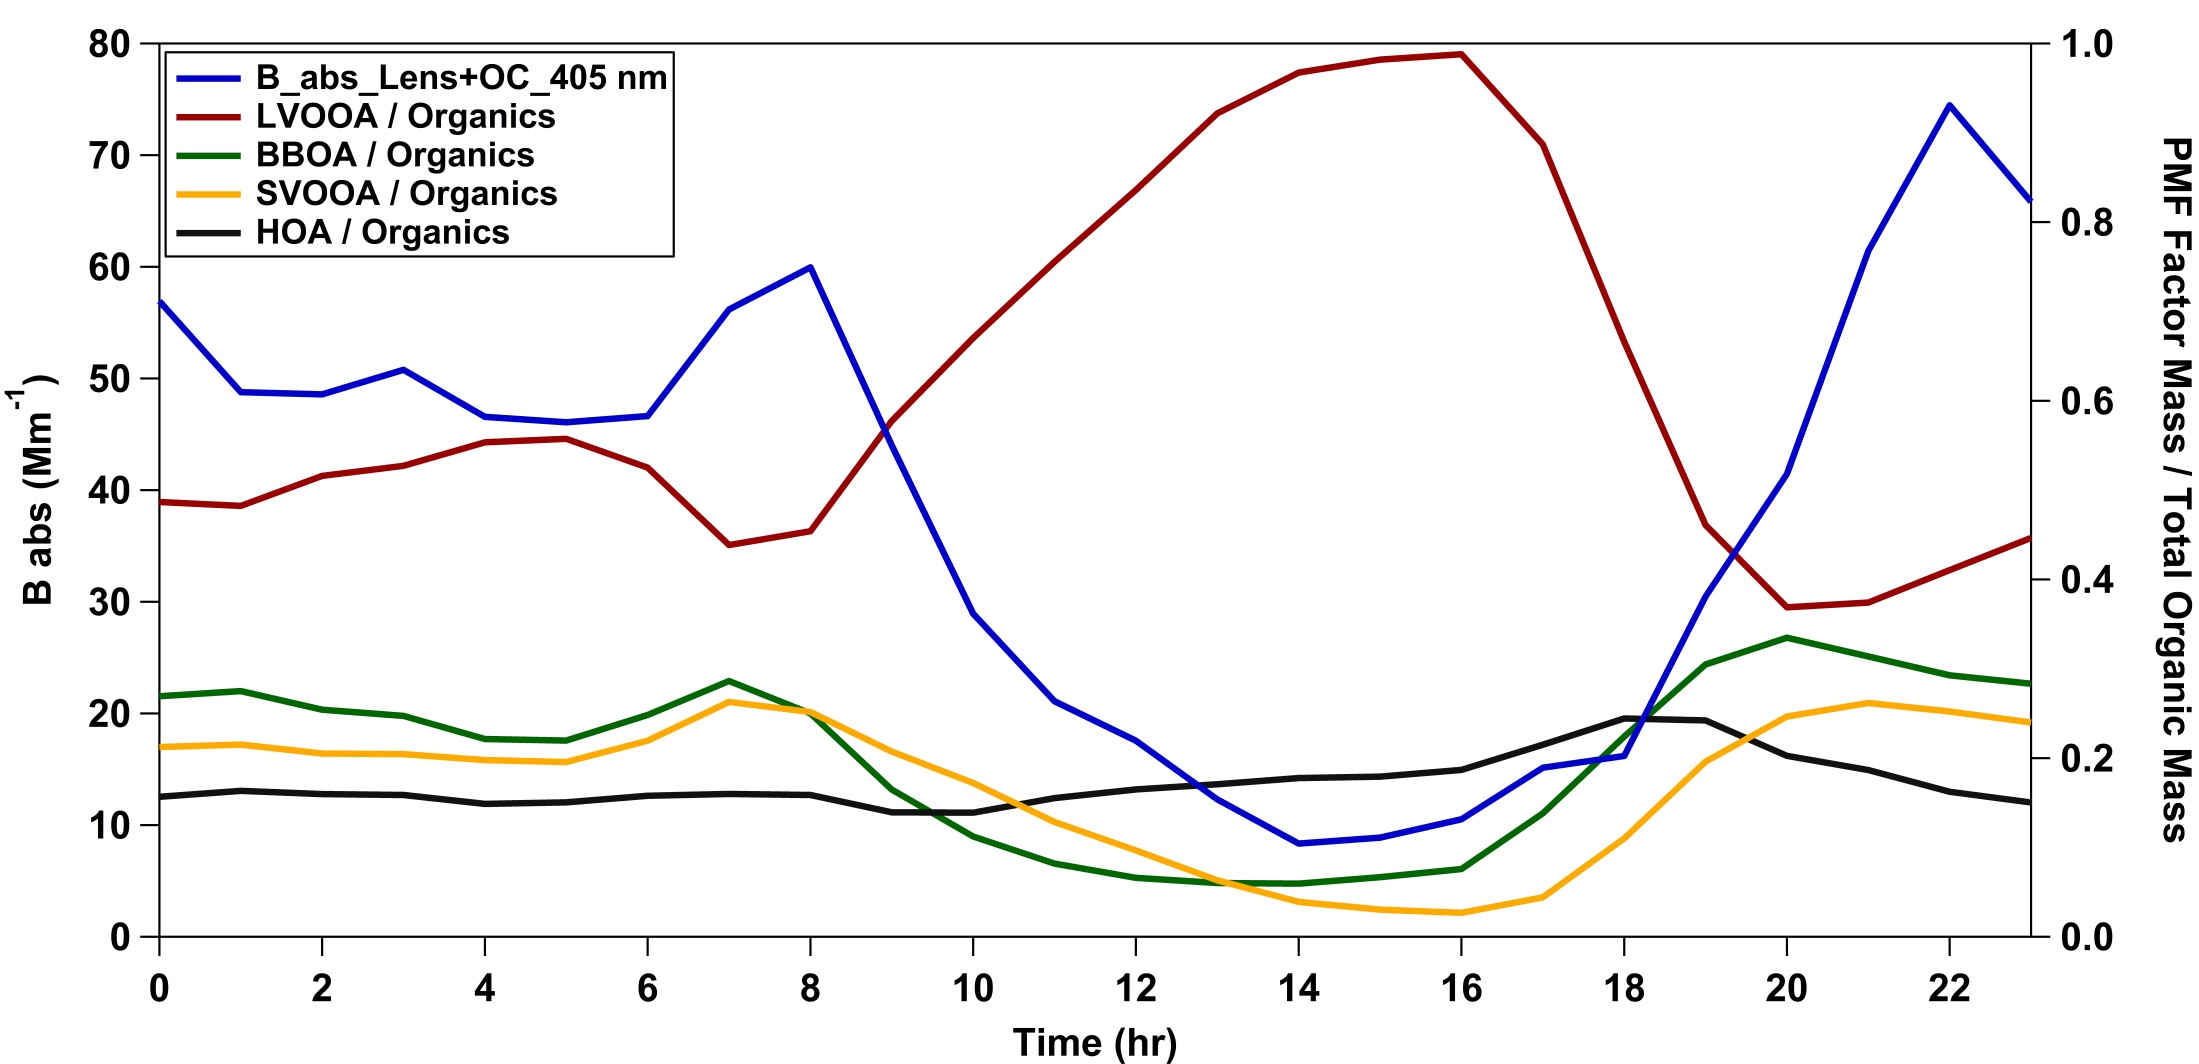 B_abs_Lens+OC_405 nm
LVOOA / Organics
BBOA / Organics
SVOOA / Organics
HOA / Organics
80
70
60
50
40
30
20
10
0
B abs (Mm-1)
1.0
0.8
0.6
0.4
0.2
0.0
PMF Factor Mass / Total Organic Mass
0 2 4 6 8 10 12 14 16 18 20 22
Time (hr)